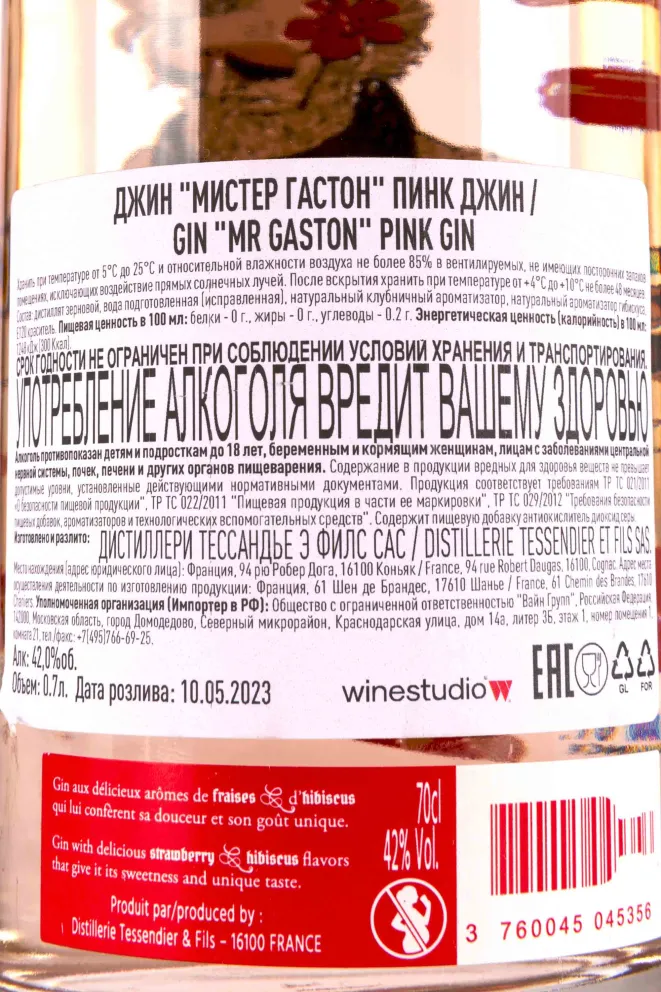 ДЖИН "МИСТЕР ГАСТОН" ПИНК ДЖИН /
GIN "MR GASTON" PINK GIN
Хранить при температуре от 5°С до 25°С и относительной влажности воздуха не более 85% в вентилируемых, не имеющих посторонних запахов
помещениях, исключающих воздействие прямых солнечных лучей. После вскрытия хранить при температуре от +4°С до +10°С не более 48 месяцев.
Состав: дистиллят зерновой, вода подготовленная (исправленная), натуральный клубничный ароматизатор, натуральный ароматизатор гибискуса,
Е120 краситель. Пищевая ценность в 100 мл: белки - 0 г., жиры - 0 г., углеводы - 0.2 г. Энергетическая ценность (калорийность) в 100 мл:
(300 Ккал).
СРОК ГОДНОСТИ НЕ ОГРАНИЧЕН ПРИ СОБЛЮДЕНИИ УСЛОВИЙ ХРАНЕНИЯ И ТРАНСПОРТИРОВАНИЯ.
УПОТРЕБЛЕНИЕ АЛКОГОЛЯ ВРЕДИТ ВАШЕМУ ЗДОРОВЬЮ
Алкоголь противопоказан детям и подросткам до 18 лет, беременным и кормящим женщинам, лицам с заболеваниями центральной
нервной системы, почек, печени и других органов пищеварения. Содержание в продукции вредных для здоровья веществ не превышает
допустимые уровни, установленные действующими нормативными документами. Продукция соответствует требованиям ТР ТС 021/2011
«О безопасности пищевой продукции", ТР ТС 022/2011 "Пищевая продукция в части ее маркировки", ТР ТС 029/2012 "Требования безопасности
пищевых добавок, ароматизаторов и технологических вспомогательных средств". Содержит пищевую добавку антиокислитель диоксид серы.
Изготовлено и разлито: ДИСТИЛЛЕРИ ТЕССАНДЬЕ Э ФИЛС САС / DISTILLERIE TESSENDIER ET FILS SAS.
Место нахождения (адрес юридического лица): Франция, 94 рю Робер Дога, 16100 Коньяк / France, 94 rue Robert Daugas, 16100, Cognac. Адрес места
осуществления деятельности по изготовлению продукции: Франция, 61 Шен де Брандес, 17610 Шанье / France, 61 Chemin des Brandes, 17610
Chaniers. Уполномоченная организация (Импортер в РФ): Общество с ограниченной ответственностью "Вайн Групп", Российская Федерация,
142000, Московская область, город Домодедово, Северный микрорайон, Краснодарская улица, дом 14а, литер 3Б, этаж 1, номер помещения 1,
комната 21, тел./факс: +7(495)766-69-25.
Алк: 42,0%об.
Объем: 0.7л. Дата розлива: 10.05.2023
winestudio W
EAC
GL FOR
Gin aux délicieux arômes de fraises & d'hibiscus
qui lui confèrent sa douceur et son goût unique.
Gin with delicious strawberry & hibiscus flavors
that give it its sweetness and unique taste.
Produit par/produced by :
Distillerie Tessendier & Fils – 16100 FRANCE
70cl
42% Vol.
3 760045 045356